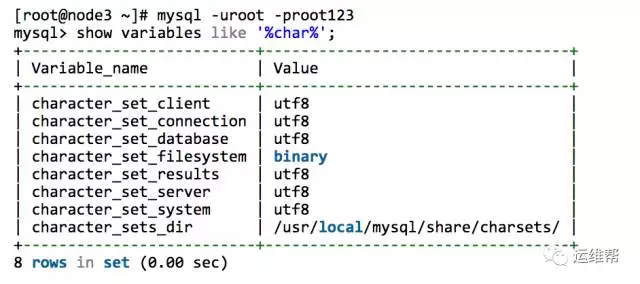 [root@node3 ~]# mysql -uroot -proot123
mysql> show variables like '%char%';
+--------------------------+----------------------------------+
| Variable_name | Value |
+--------------------------+----------------------------------+
| character_set_client | utf8 |
| character_set_connection | utf8 |
| character_set_database | utf8 |
| character_set_filesystem | binary |
| character_set_results | utf8 |
| character_set_server | utf8 |
| character_set_system | utf8 |
| character_sets_dir | /usr/local/mysql/share/charsets/ |
+--------------------------+----------------------------------+
8 rows in set (0.00 sec)
运维帮